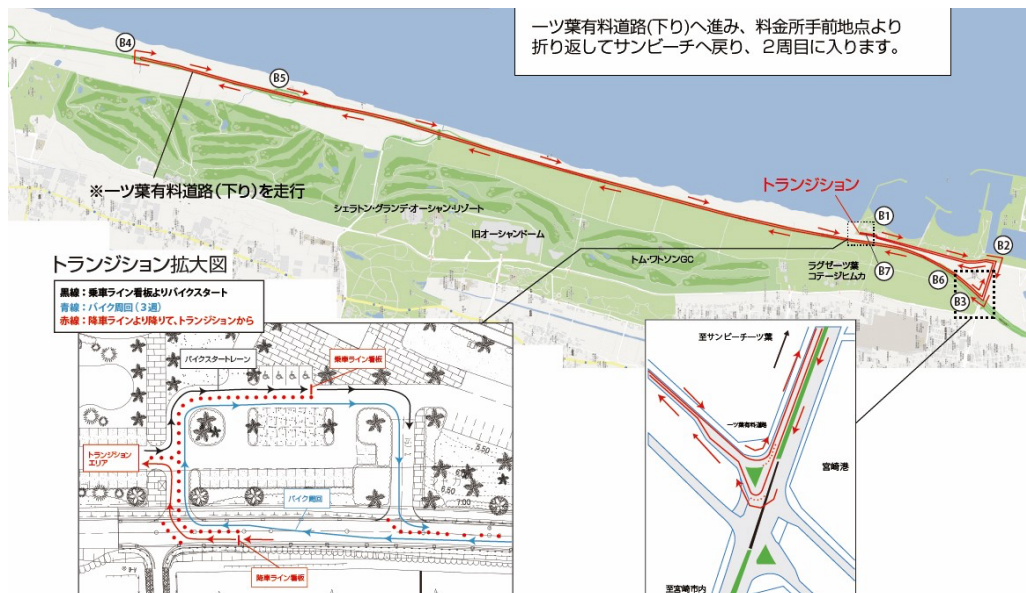 一ツ葉有料道路(下り)へ進み、料金所手前地点より
折り返してサンビーチへ戻り、2周目に入ります。
B4
B5
※一ツ葉有料道路(下り)を走行
シェラトン・グランデ・オーシャン・リゾート
旧オーシャンドーム
トム・ワトソンGC
トランジション
B1
B2
B7
B6
B3
ラグゼーツ葉
コテージヒムカ
トランジション拡大図
黒線:乗車ライン看板よりバイクスタート
青線:バイク周回(3週)
赤線:降車ラインより降りて、トランジションから
バイクスタートレーン
乗車ライン看板
トランジション
エリア
バイク周回
降車ライン看板
5.50
6.50
7.00
至サンビーチーツ葉
一ツ葉有料道路
宮崎港
至宮崎市内